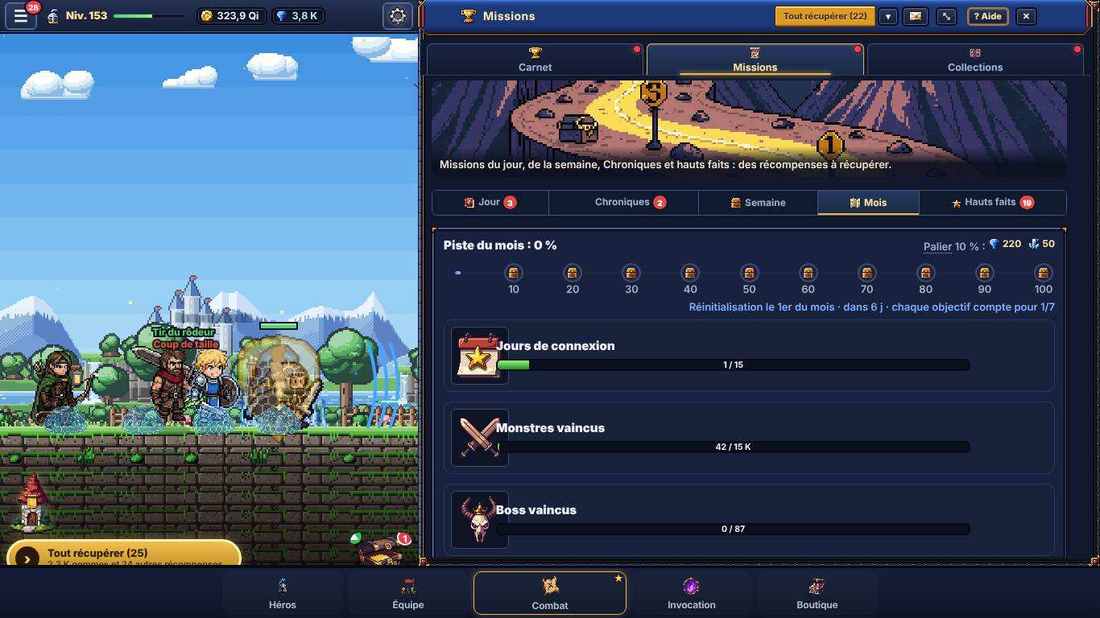 28
Niv. 153
323,9 Qi
3,8 K
Missions
Tout récupérer (22)
? Aide
Carnet
Missions
Collections
5
1
Missions du jour, de la semaine, Chroniques et hauts faits : des récompenses à récupérer.
Jour 3
Chroniques 2
Semaine
Mois
Hauts faits 19
Piste du mois : 0 %
Palier 10 % : 220 50
10 20 30 40 50 60 70 80 90 100
Réinitialisation le 1er du mois · dans 6 j · chaque objectif compte pour 1/7
Jours de connexion
1 / 15
Monstres vaincus
42 / 15 K
Boss vaincus
0 / 87
Tir du rôdeur
Coup de taille
1
Tout récupérer (25)
Héros
Équipe
Combat
Invocation
Boutique